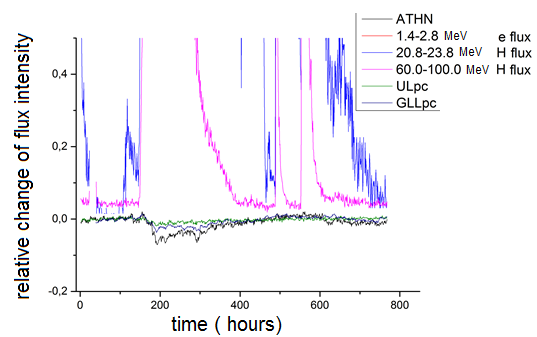 ATHN
1.4-2.8 MeV e flux
20.8-23.8 MeV H flux
60.0-100.0 MeV H flux
ULpc
GLLpc
relative change of flux intensity
0,4
0,2
0,0
-0,2
0 200 400 600 800
time ( hours)